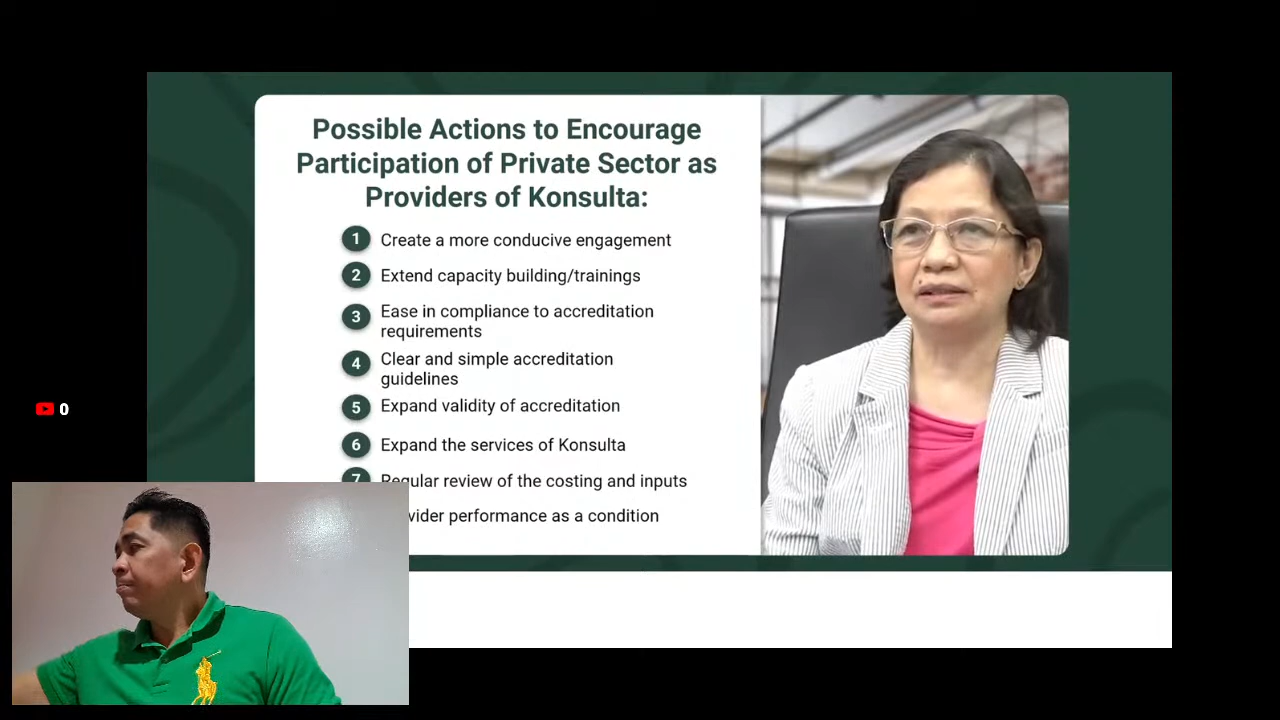 Possible Actions to Encourage
Participation of Private Sector as
Providers of Konsulta:
1 Create a more conducive engagement
2 Extend capacity building/trainings
3 Ease in compliance to accreditation
requirements
4 Clear and simple accreditation
guidelines
5 Expand validity of accreditation
0
6 Expand the services of Konsulta
7 Regular review of the costing and inputs
performance as a condition